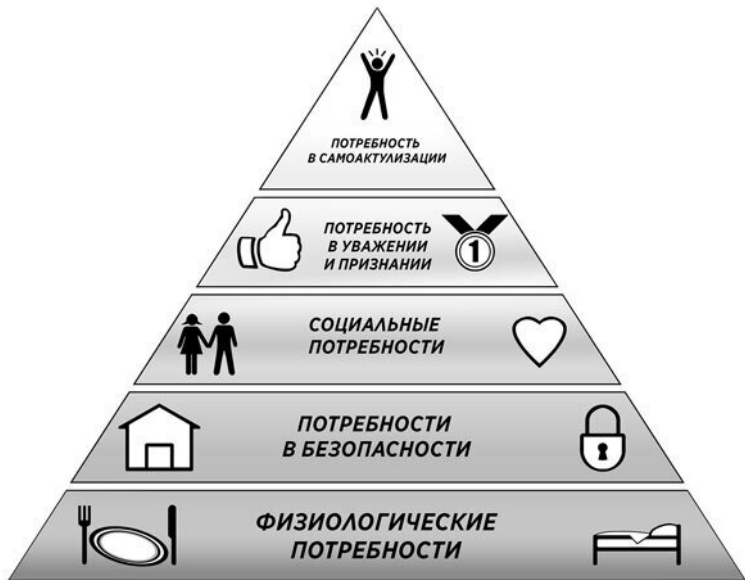 ПОТРЕБНОСТЬ
В САМОАКТУЛИЗАЦИИ
ПОТРЕБНОСТЬ
В УВАЖЕНИИ
И ПРИЗНАНИИ
1
СОЦИАЛЬНЫЕ
ПОТРЕБНОСТИ
ПОТРЕБНОСТИ
В БЕЗОПАСНОСТИ
ФИЗИОЛОГИЧЕСКИЕ
ПОТРЕБНОСТИ